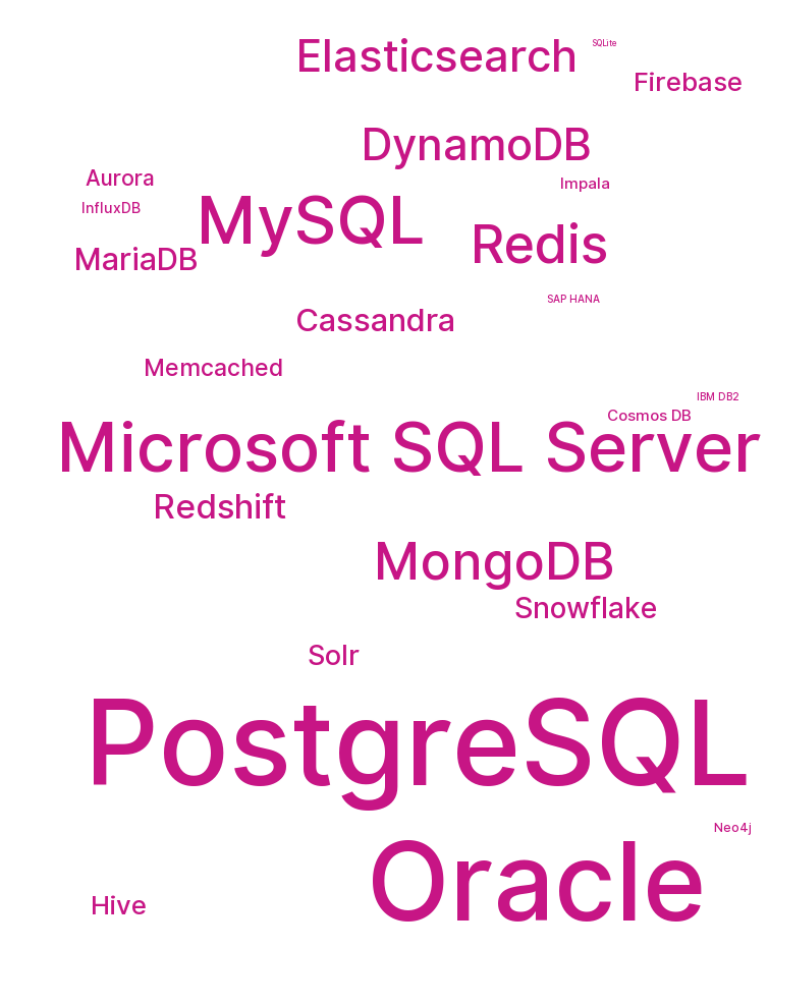 Elasticsearch
SQLite
Firebase
DynamoDB
Aurora
Impala
InfluxDB
MySQL
Redis
MariaDB
SAP HANA
Cassandra
Memcached
IBM DB2
Cosmos DB
Microsoft SQL Server
Redshift
MongoDB
Snowflake
Solr
PostgreSQL
Neo4j
Oracle
Hive